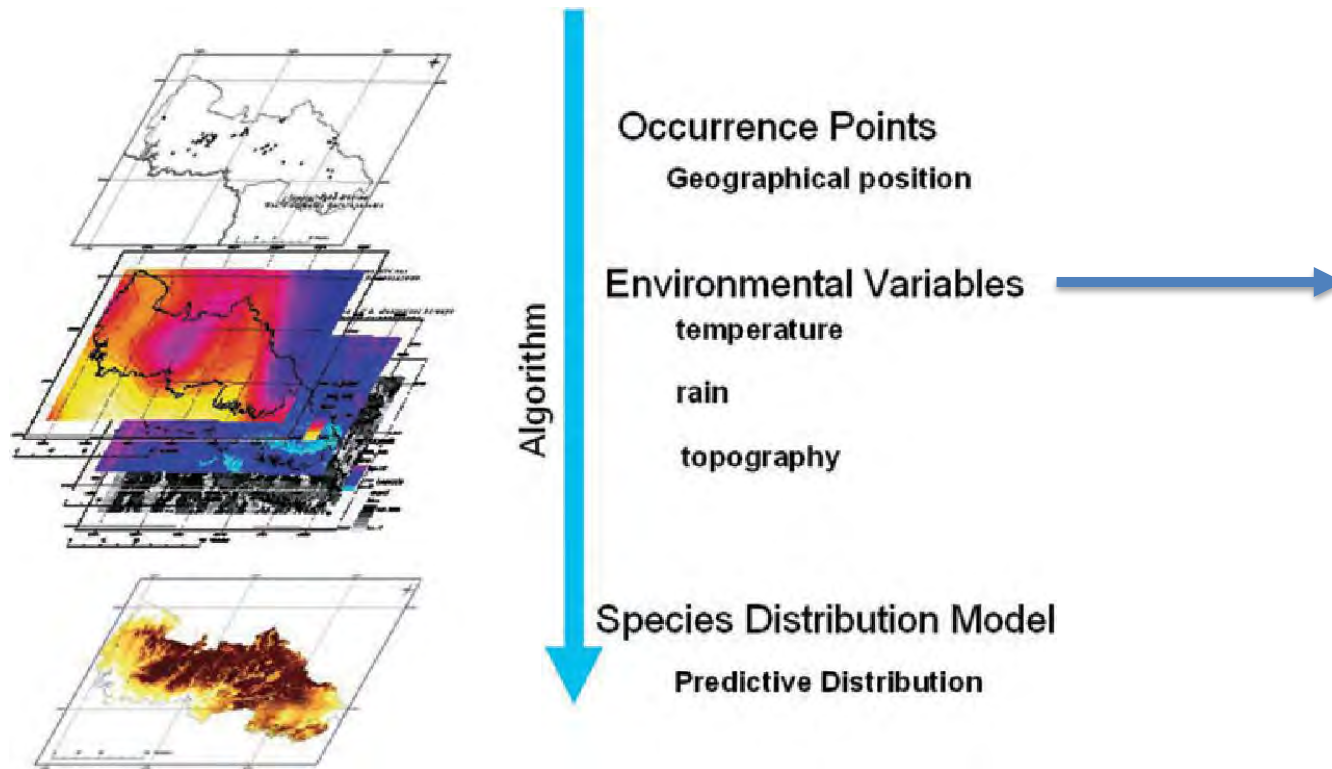 Occurrence Points
Geographical position
Environmental Variables
temperature
rain
topography
Algorithm
Species Distribution Model
Predictive Distribution